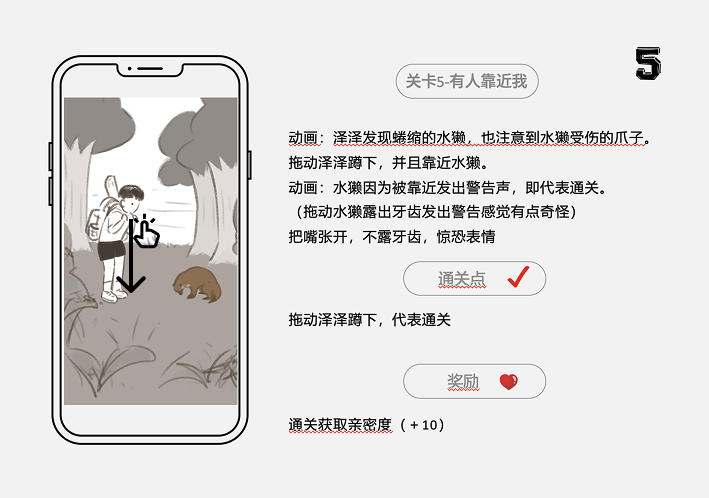 5
关卡5-有人靠近我
动画：泽泽发现蜷缩的水獭，也注意到水獭受伤的爪子。
拖动泽泽蹲下，并且靠近水獭。
动画：水獭因为被靠近发出警告声，即代表通关。
（拖动水獭露出牙齿发出警告感觉有点奇怪）
把嘴张开，不露牙齿，惊恐表情
通关点
拖动泽泽蹲下，代表通关
奖励
通关获取亲密度（＋10）